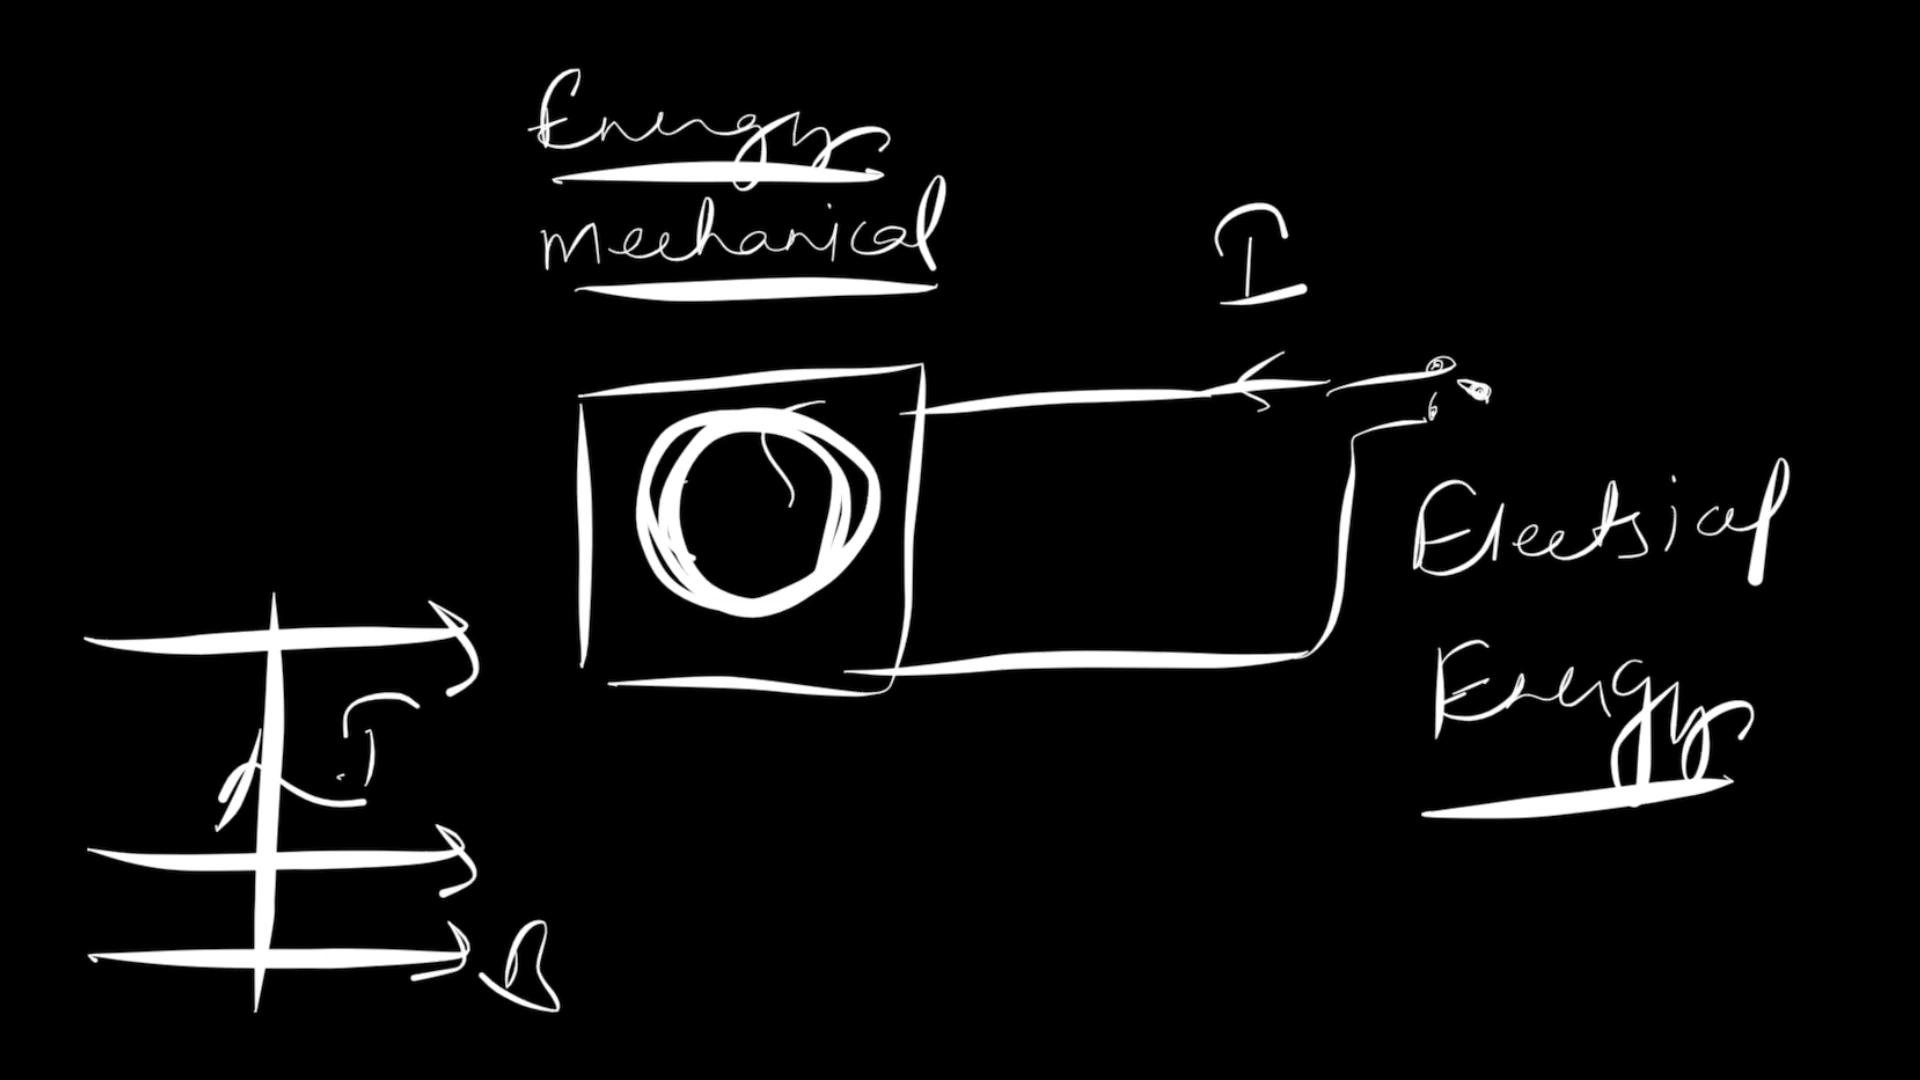 Energy
mechanical
I
Electrical
Energy
I
B